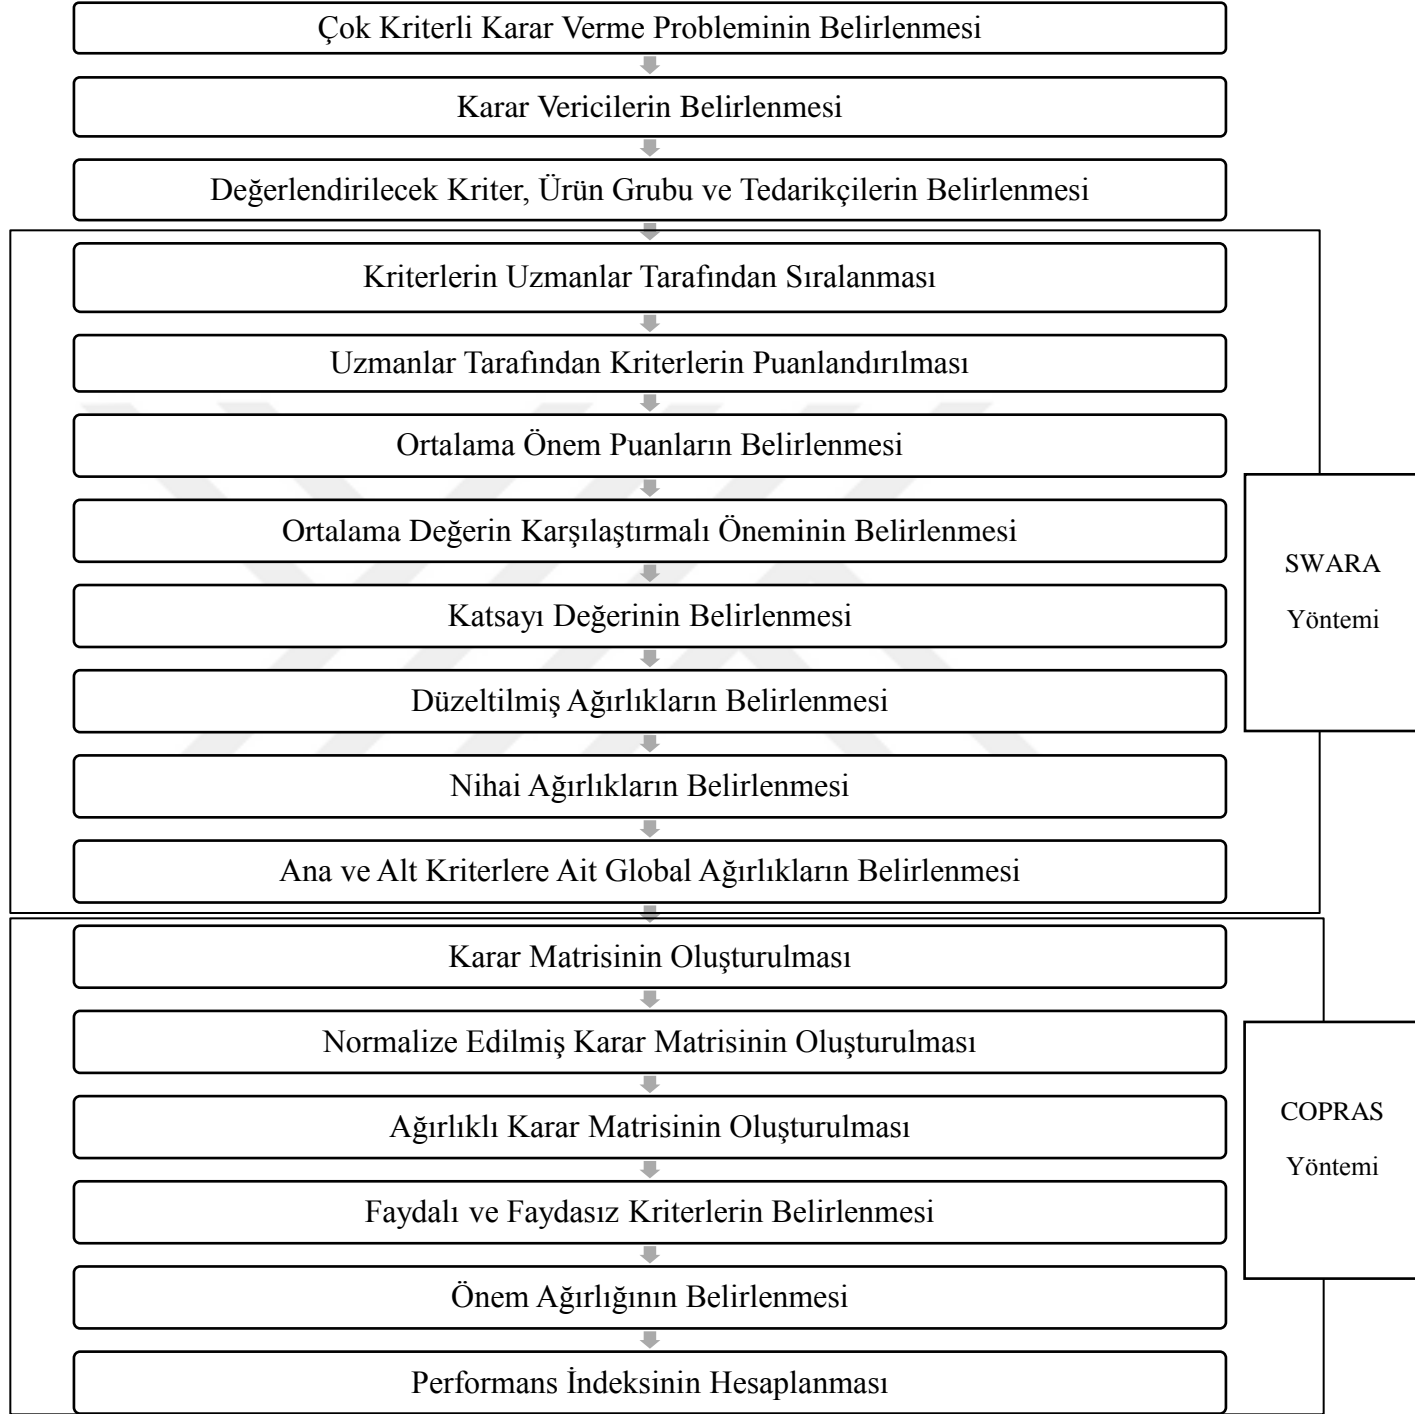 Çok Kriterli Karar Verme Probleminin Belirlenmesi
Karar Vericilerin Belirlenmesi
Değerlendirilecek Kriter, Ürün Grubu ve Tedarikçilerin Belirlenmesi
Kriterlerin Uzmanlar Tarafından Sıralanması
Uzmanlar Tarafından Kriterlerin Puanlandırılması
Ortalama Önem Puanların Belirlenmesi
Ortalama Değerin Karşılaştırmalı Öneminin Belirlenmesi
Katsayı Değerinin Belirlenmesi
Düzeltilmiş Ağırlıkların Belirlenmesi
Nihai Ağırlıkların Belirlenmesi
Ana ve Alt Kriterlere Ait Global Ağırlıkların Belirlenmesi
SWARA
Yöntemi
Karar Matrisinin Oluşturulması
Normalize Edilmiş Karar Matrisinin Oluşturulması
Ağırlıklı Karar Matrisinin Oluşturulması
Faydalı ve Faydasız Kriterlerin Belirlenmesi
Önem Ağırlığının Belirlenmesi
Performans İndeksinin Hesaplanması
COPRAS
Yöntemi